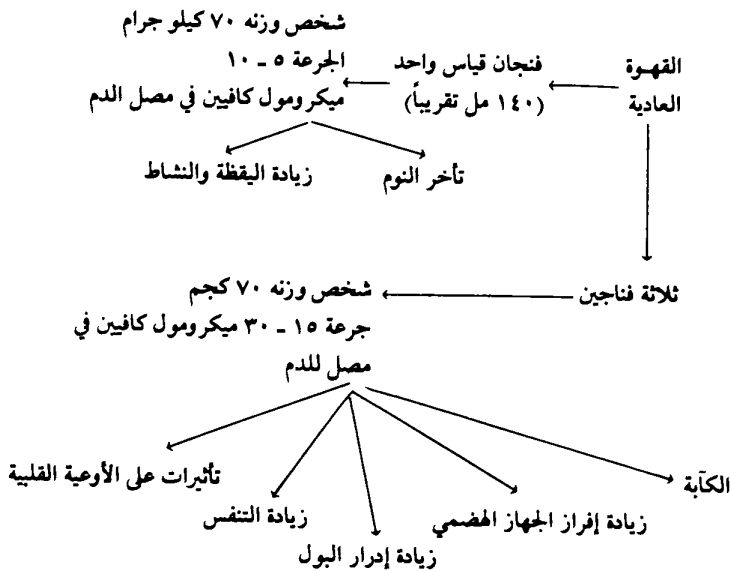 القهوة
العادية
فنجان قياس واحد
(١٤٠ مل تقريباً)
شخص وزنه ٧٠ كيلو جرام
الجرعة ٥ ـ ١٠
ميكرومول كافيين في مصل الدم
تأخر النوم
زيادة اليقظة والنشاط
ثلاثة فناجين
شخص وزنه ٧٠ كجم
جرعة ١٥ ـ ٣٠ ميكرومول كافيين في
مصل للدم
الكآبة
زيادة إفراز الجهاز الهضمي
زيادة إدرار البول
زيادة التنفس
تأثيرات على الأوعية القلبية